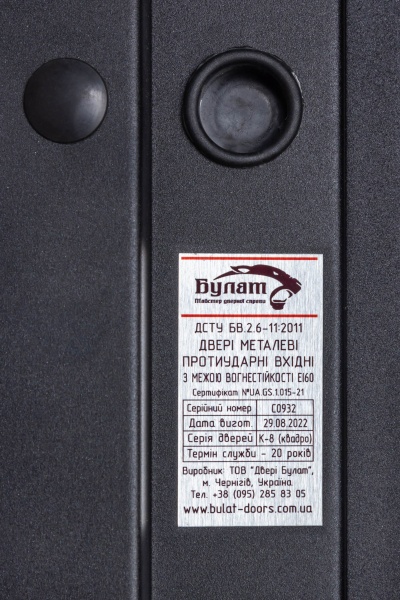 Булат
Майстер дверної справи
ДСТУ БВ.2.6-11:2011
ДВЕРІ МЕТАЛЕВІ
ПРОТИУДАРНІ ВХІДНІ
З МЕЖОЮ ВОГНЕСТІЙКОСТІ EI60
Сертифікат №UA.GS.1.015-21
Серійний номер C0932
Дата вигот. 29.08.2022
Серія дверей К-8 (квадро)
Термін служби - 20 років
Виробник: ТОВ "Двері Булат",
м. Чернігів, Україна
Тел. +38 (095) 285 83 05
www.bulat-doors.com.ua